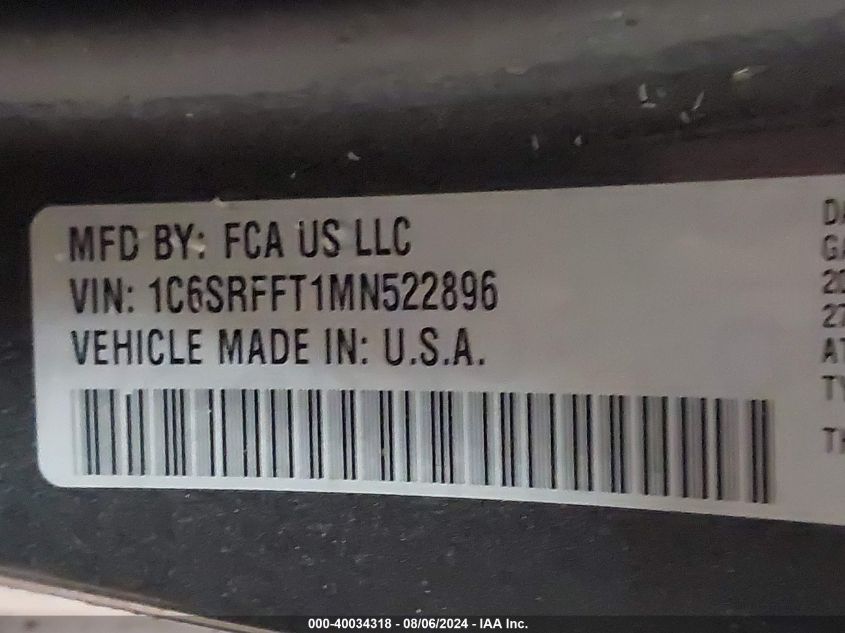 MFD BY: FCA US LLC
VIN: 1C6SRFFT1MN522896
VEHICLE MADE IN: U.S.A.
000-40034318 - 08/06/2024 - IAA Inc.